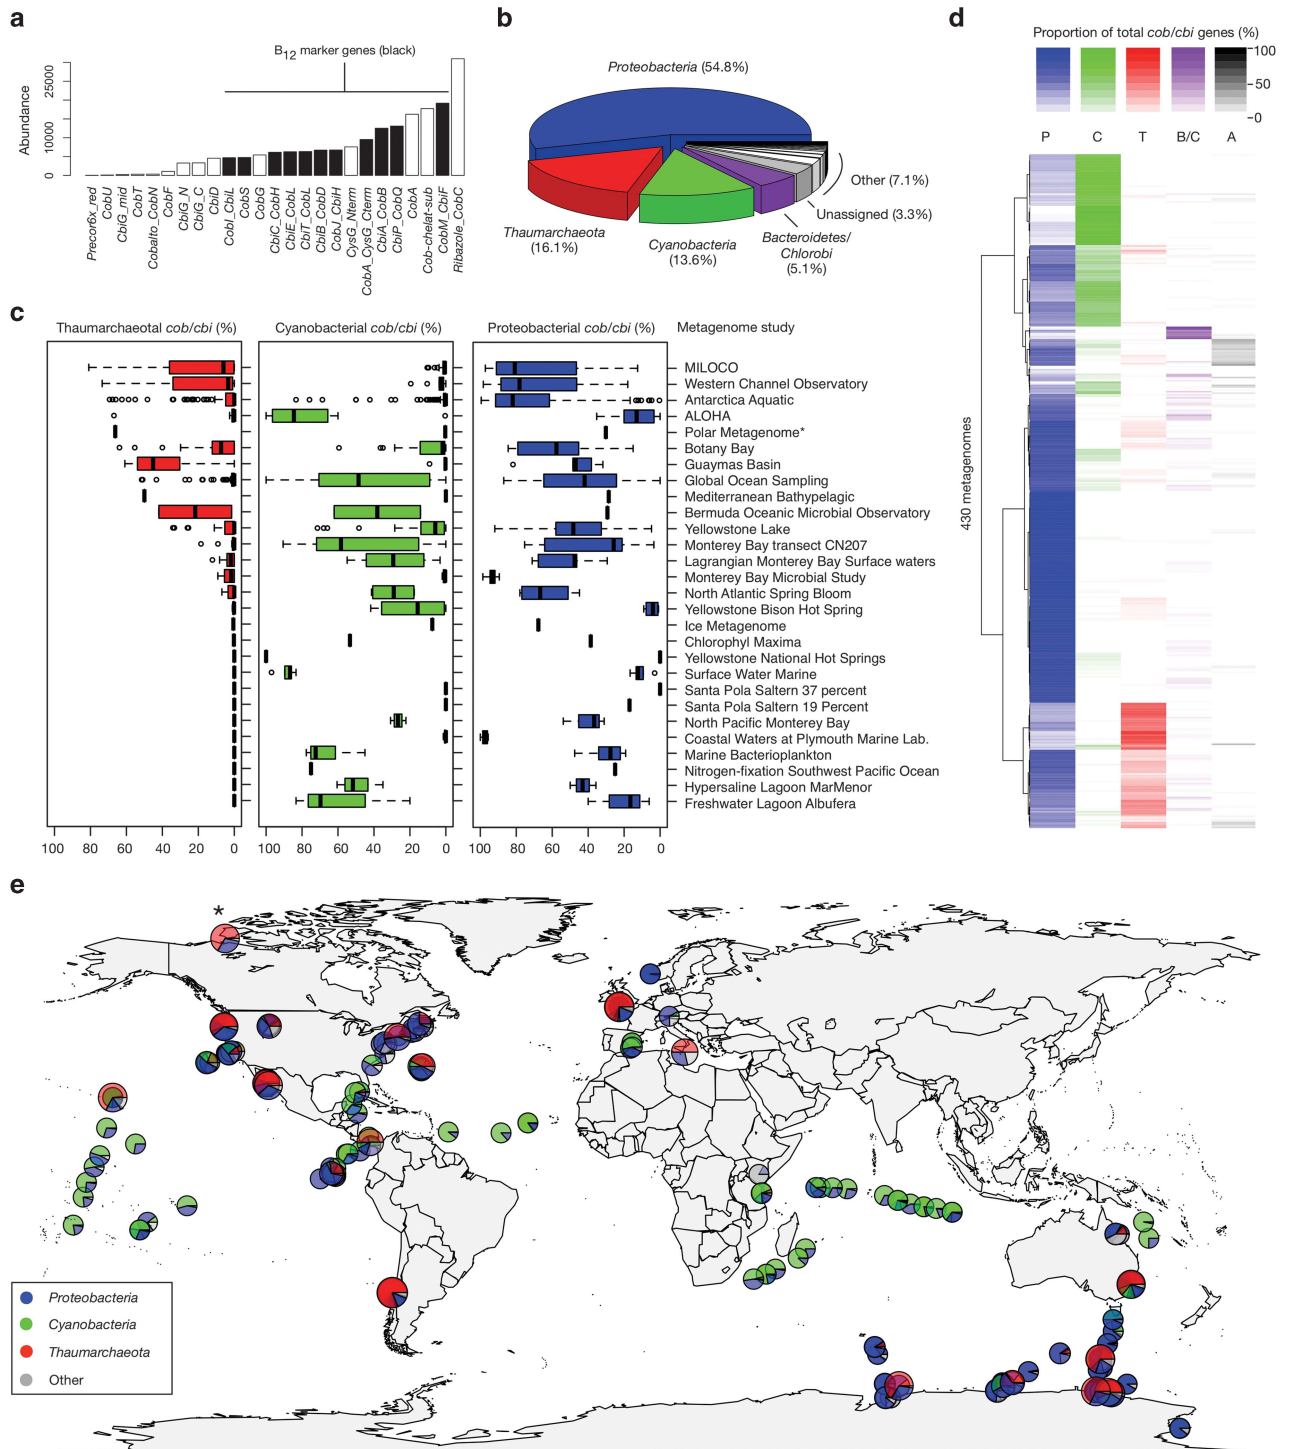 a
B12 marker genes (black)
Abundance
0
10000
25000
Precor6x_red
CobU
CbiG_mid
CobT
Cobalto_CobN
CobF
CbiG_N
CbiG_C
CbiD
CobI_CbiL
CobS
CobG
CbiC_CobH
CbiE_CobL
CbiT_CobL
CbiB_CobD
CobJ_CbiH
CysG_Nterm
CobA_CysG_Cterm
CbiA_CobB
CbiP_CobQ
CobA
Cob-chelat-sub
CobM_CbiF
Ribazole_CobC
b
Proteobacteria (54.8%)
Other (7.1%)
Unassigned (3.3%)
Bacteroidetes/
Chlorobi
(5.1%)
Cyanobacteria
(13.6%)
Thaumarchaeota
(16.1%)
d
Proportion of total cob/cbi genes (%)
100
50
0
P C T B/C A
430 metagenomes
c
Thaumarchaeotal cob/cbi (%)
Cyanobacterial cob/cbi (%)
Proteobacterial cob/cbi (%)
Metagenome study
MILOCO
Western Channel Observatory
Antarctica Aquatic
ALOHA
Polar Metagenome*
Botany Bay
Guaymas Basin
Global Ocean Sampling
Mediterranean Bathypelagic
Bermuda Oceanic Microbial Observatory
Yellowstone Lake
Monterey Bay transect CN207
Lagrangian Monterey Bay Surface waters
Monterey Bay Microbial Study
North Atlantic Spring Bloom
Yellowstone Bison Hot Spring
Ice Metagenome
Chlorophyl Maxima
Yellowstone National Hot Springs
Surface Water Marine
Santa Pola Saltern 37 percent
Santa Pola Saltern 19 Percent
North Pacific Monterey Bay
Coastal Waters at Plymouth Marine Lab.
Marine Bacterioplankton
Nitrogen-fixation Southwest Pacific Ocean
Hypersaline Lagoon MarMenor
Freshwater Lagoon Albufera
100 80 60 40 20 0
100 80 60 40 20 0
100 80 60 40 20 0
e
*
Proteobacteria
Cyanobacteria
Thaumarchaeota
Other